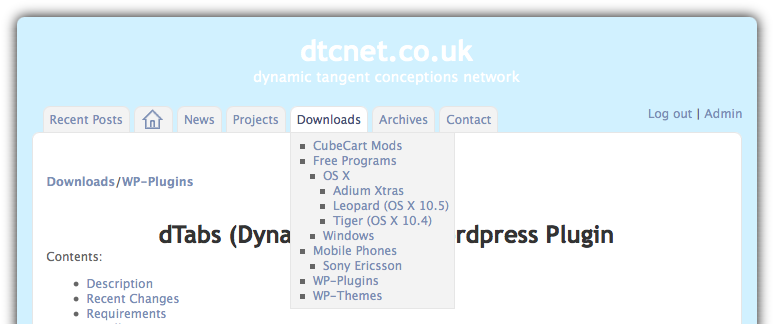 dtcnet.co.uk
dynamic tangent conceptions network
Recent Posts News Projects Downloads Archives Contact
Log out | Admin
CubeCart Mods
Free Programs
OS X
Adium Xtras
Leopard (OS X 10.5)
Tiger (OS X 10.4)
Windows
Mobile Phones
Sony Ericsson
WP-Plugins
WP-Themes
Downloads/WP-Plugins
dTabs (Dyna rdpress Plugin
Contents:
Description
Recent Changes
Requirements